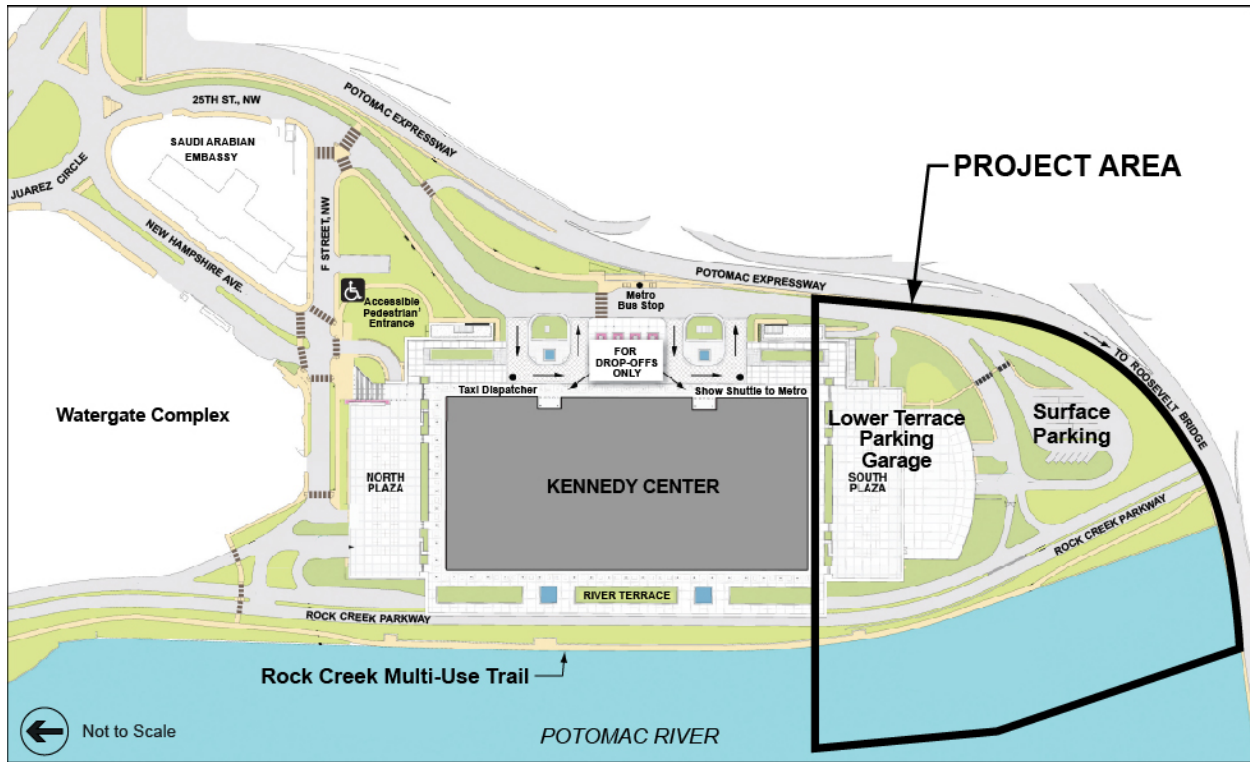 25TH ST., NW
POTOMAC EXPRESSWAY
SAUDI ARABIAN
EMBASSY
JUAREZ CIRCLE
PROJECT AREA
F STREET, NW
NEW HAMPSHIRE AVE.
POTOMAC EXPRESSWAY
Accessible
Pedestrian'
Entrance
Metro
Bus Stop
TO ROOSEVELT BRIDGE
FOR
DROP-OFFS
ONLY
Taxi Dispatcher
Show Shuttle to Metro
Watergate Complex
Lower Terrace
Parking
Garage
Surface
Parking
NORTH
PLAZA
KENNEDY CENTER
SOUTH
PLAZA
ROCK CREEK PARKWAY
RIVER TERRACE
ROCK CREEK PARKWAY
Rock Creek Multi-Use Trail
Not to Scale
POTOMAC RIVER